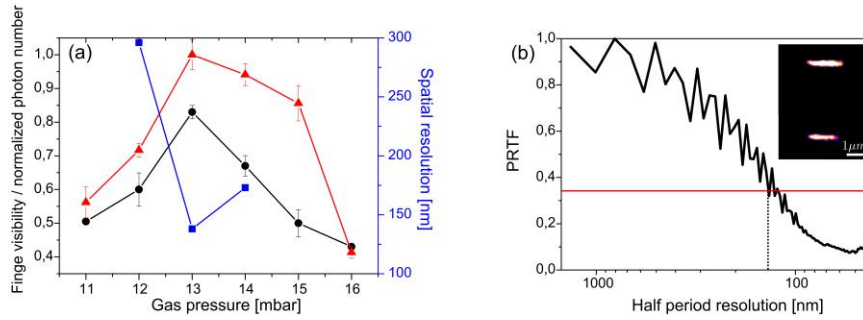 (a)
Finge visibility / normalized photon number
1,0
0,9
0,8
0,7
0,6
0,5
0,4
11 12 13 14 15 16
Gas pressure [mbar]
300
250
200
150
100
Spatial resolution [nm]
(b)
PRTF
1,0
0,8
0,6
0,4
0,2
0,0
1000 100
Half period resolution [nm]
1μm